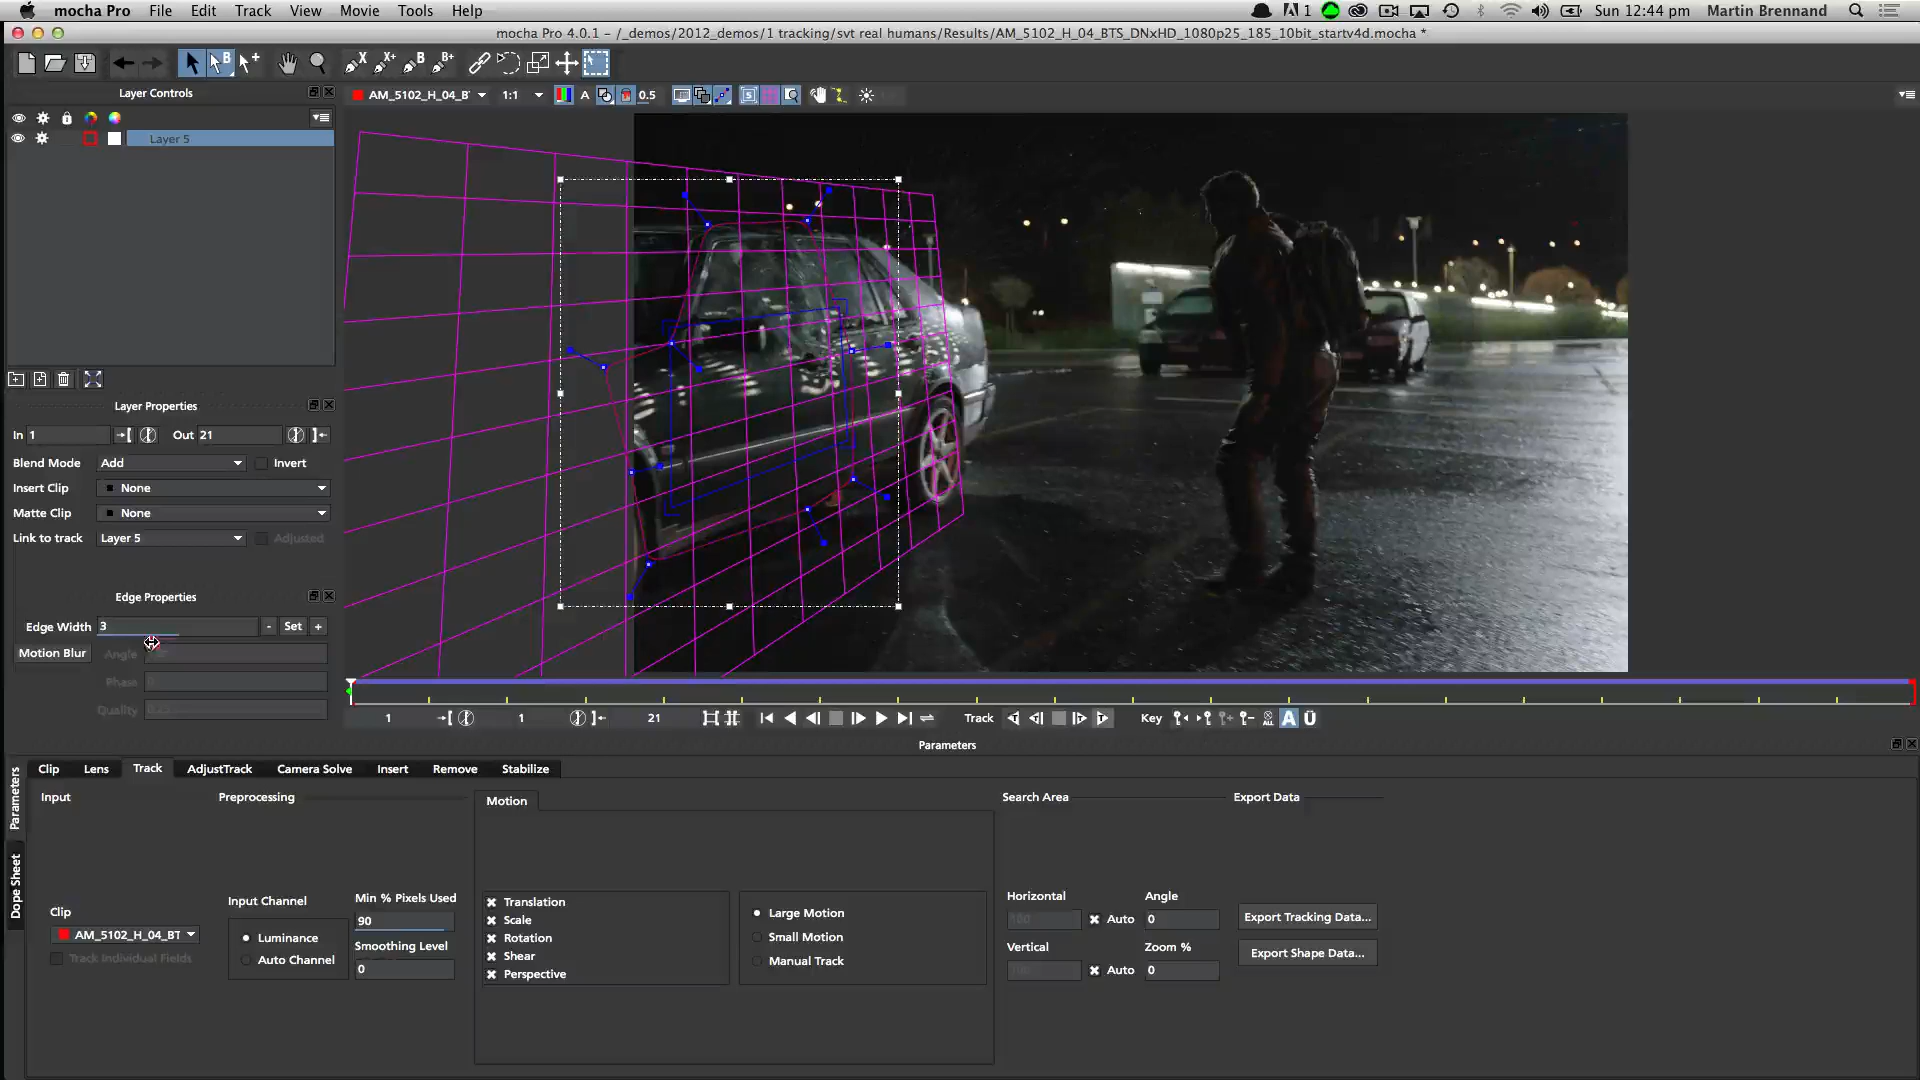 mocha Pro File Edit Track View Movie Tools Help
1 Sun 12:44 pm Martin Brennand
mocha Pro 4.0.1 - /_demos/2012_demos/1 tracking/svt real humans/Results/AM_5102_H_04_BTS_DNxHD_1080p25_185_10bit_startv4d.mocha *
Layer Controls
AM_5102_H_04_B 1:1 A 0.5
Layer 5
Layer Properties
In 1 Out 21
Blend Mode Add Invert
Insert Clip None
Matte Clip None
Link to track Layer 5 Adjusted
Edge Properties
Edge Width 3 - Set +
Motion Blur Angle
Phase 0
Quality
1 1 21 Track Key ALL A Ü
Parameters
Clip Lens Track AdjustTrack Camera Solve Insert Remove Stabilize
Parameters
Dope Sheet
Input Preprocessing Motion Search Area Export Data
Clip
AM_5102_H_04_BT
Track Individual Fields
Input Channel
Luminance
Auto Channel
Min % Pixels Used
90
Smoothing Level
0
Translation
Scale
Rotation
Shear
Perspective
Large Motion
Small Motion
Manual Track
Horizontal Angle
Auto 0
Vertical Zoom %
Auto 0
Export Tracking Data...
Export Shape Data...